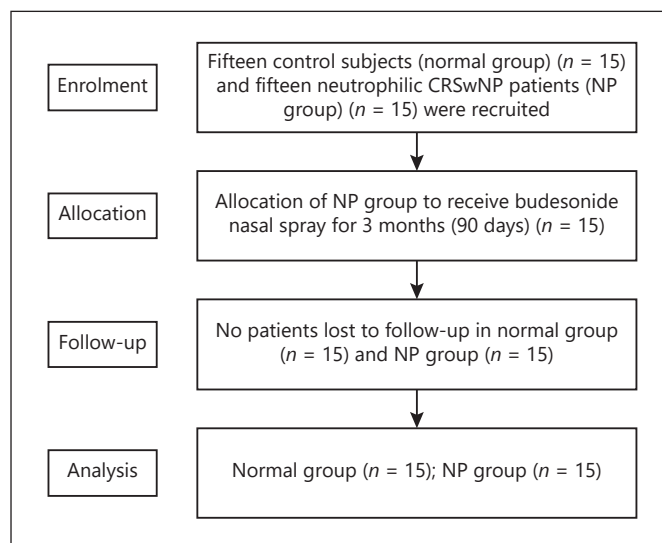 Enrolment
Fifteen control subjects (normal group) (n = 15)
and fifteen neutrophilic CRSwNP patients (NP
group) (n = 15) were recruited
Allocation
Allocation of NP group to receive budesonide
nasal spray for 3 months (90 days) (n = 15)
Follow-up
No patients lost to follow-up in normal group
(n = 15) and NP group (n = 15)
Analysis
Normal group (n = 15); NP group (n = 15)